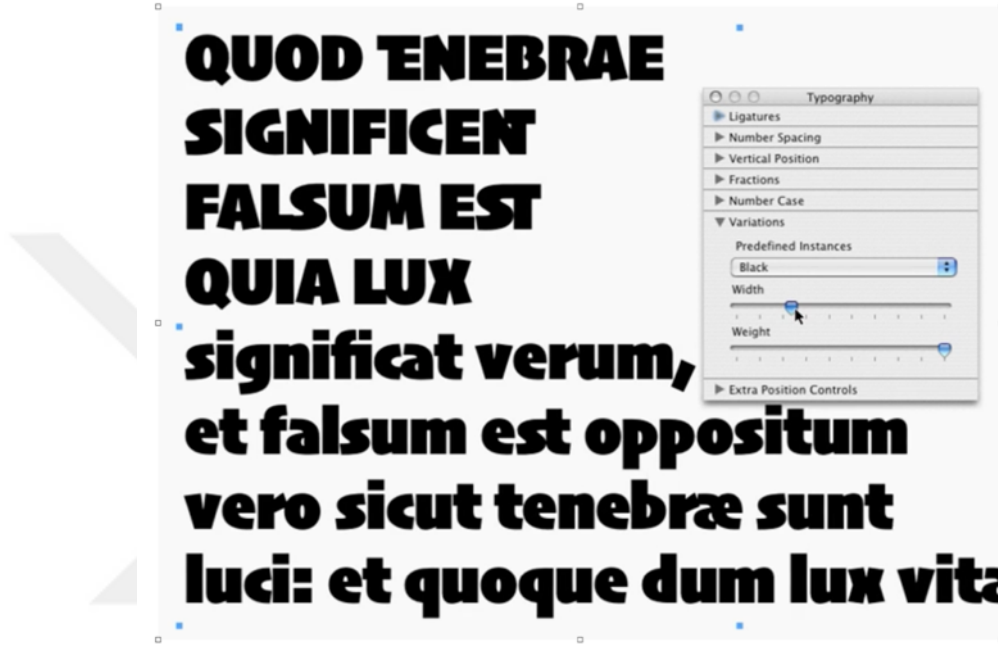 QUOD TENEBRAE
SIGNIFICENT
FALSUM EST
QUIA LUX
significat verum,
et falsum est oppositum
vero sicut tenebræ sunt
luci: et quoque dum lux vita
Typography
Ligatures
Number Spacing
Vertical Position
Fractions
Number Case
Variations
Predefined Instances
Black
Width
Weight
Extra Position Controls